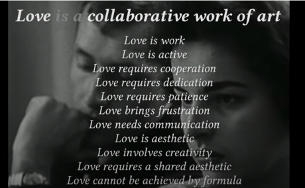 Love is a collaborative work of art
Love is work
Love is active
Love requires cooperation
Love requires dedication
Love requires patience
Love brings frustration
Love needs communication
Love is aesthetic
Love involves creativity
Love requires a shared aesthetic
Love cannot be achieved by formula